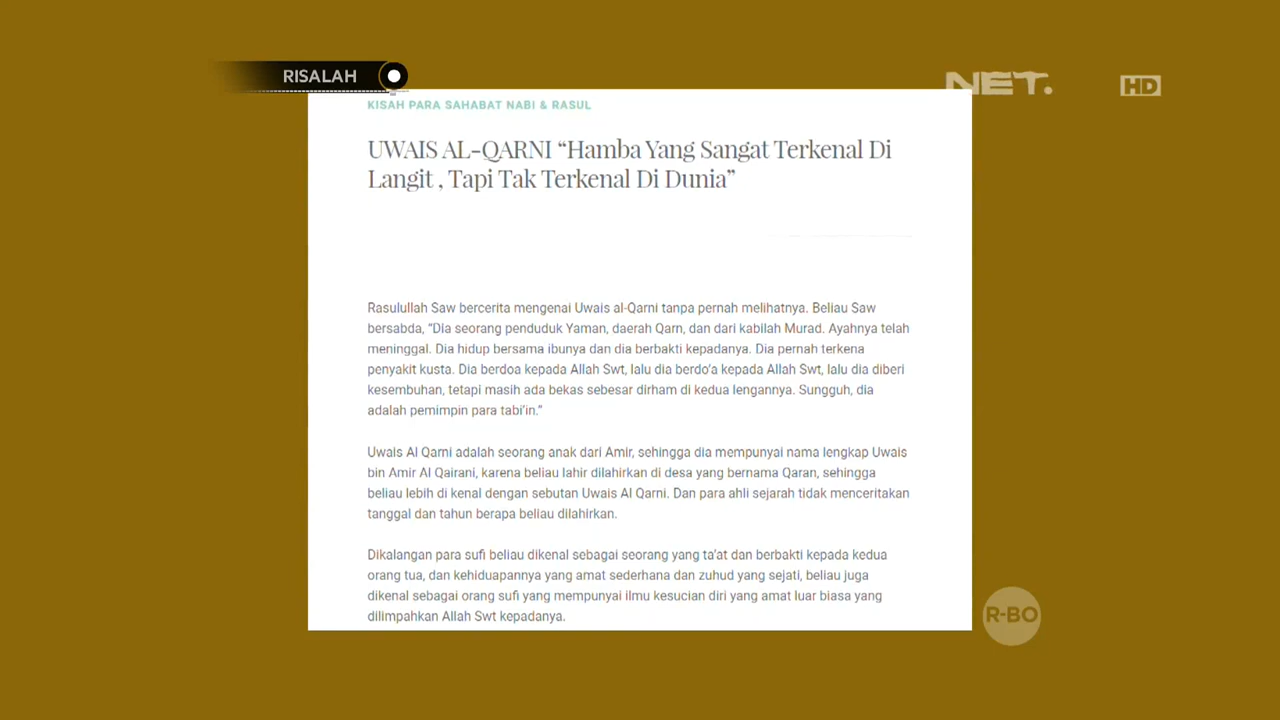 RISALAH
NET.
HD
KISAH PARA SAHABAT NABI & RASUL
UWAIS AL-QARNI “Hamba Yang Sangat Terkenal Di
Langit , Tapi Tak Terkenal Di Dunia”
Rasulullah Saw bercerita mengenai Uwais al-Qarni tanpa pernah melihatnya. Beliau Saw
bersabda, “Dia seorang penduduk Yaman, daerah Qarn, dan dari kabilah Murad. Ayahnya telah
meninggal. Dia hidup bersama ibunya dan dia berbakti kepadanya. Dia pernah terkena
penyakit kusta. Dia berdoa kepada Allah Swt, lalu dia berdo’a kepada Allah Swt, lalu dia diberi
kesembuhan, tetapi masih ada bekas sebesar dirham di kedua lengannya. Sungguh, dia
adalah pemimpin para tabi’in.”
Uwais Al Qarni adalah seorang anak dari Amir, sehingga dia mempunyai nama lengkap Uwais
bin Amir Al Qairani, karena beliau lahir dilahirkan di desa yang bernama Qaran, sehingga
beliau lebih di kenal dengan sebutan Uwais Al Qarni. Dan para ahli sejarah tidak menceritakan
tanggal dan tahun berapa beliau dilahirkan.
Dikalangan para sufi beliau dikenal sebagai seorang yang ta’at dan berbakti kepada kedua
orang tua, dan kehiduapannya yang amat sederhana dan zuhud yang sejati, beliau juga
dikenal sebagai orang sufi yang mempunyai ilmu kesucian diri yang amat luar biasa yang
dilimpahkan Allah Swt kepadanya.
R-BO